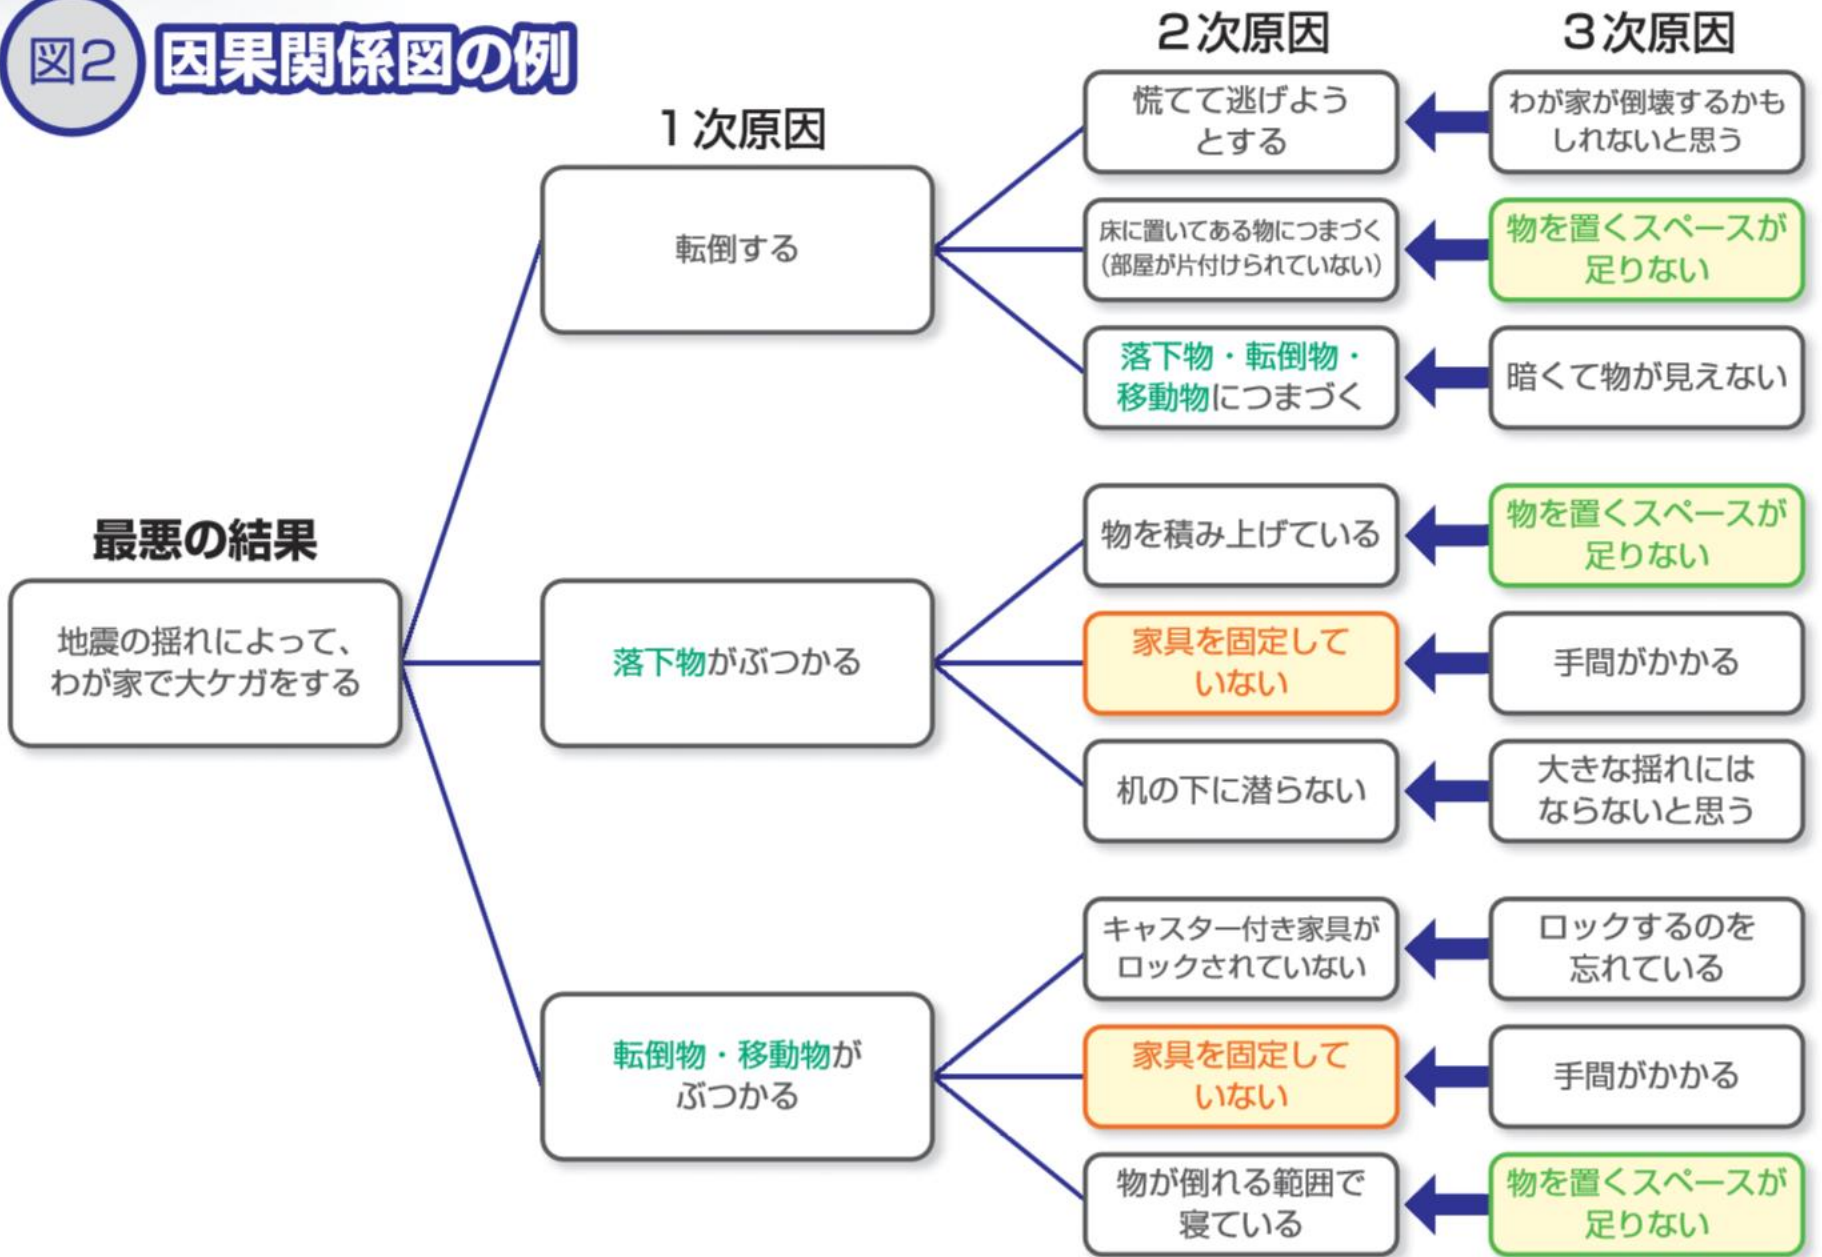 図2
因果関係図の例
最悪の結果
地震の揺れによって、
わが家で大ケガをする
1次原因
転倒する
落下物がぶつかる
転倒物・移動物が
ぶつかる
2次原因
慌てて逃げよう
とする
床に置いてある物につまづく
(部屋が片付けられていない)
落下物・転倒物・
移動物につまづく
物を積み上げている
家具を固定して
いない
机の下に潜らない
キャスター付き家具が
ロックされていない
家具を固定して
いない
物が倒れる範囲で
寝ている
3次原因
わが家が倒壊するかも
しれないと思う
物を置くスペースが
足りない
暗くて物が見えない
物を置くスペースが
足りない
手間がかかる
大きな揺れには
ならないと思う
ロックするのを
忘れている
手間がかかる
物を置くスペースが
足りない